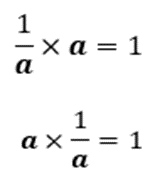 1/a × a = 1
a × 1/a = 1